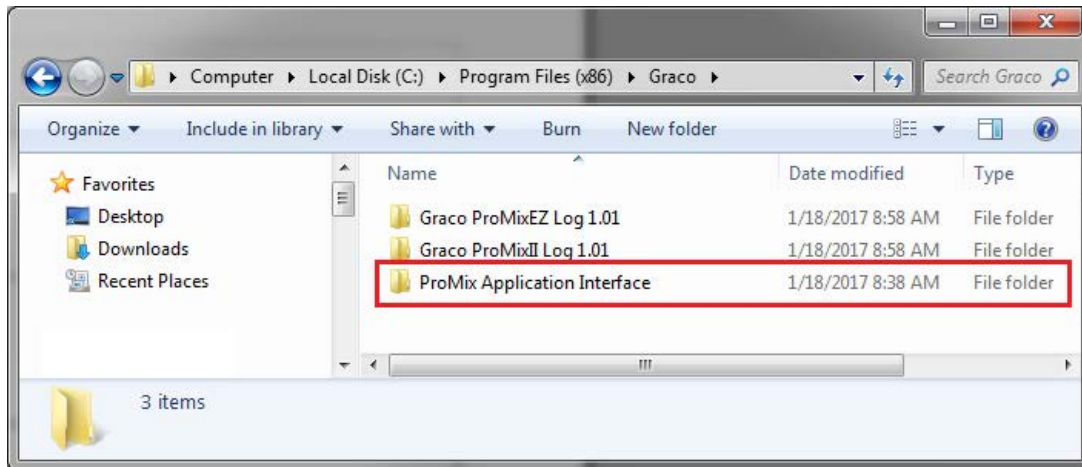 Computer Local Disk (C:) Program Files (x86) Graco Search Graco
Organize Include in library Share with Burn New folder
Favorites
Desktop
Downloads
Recent Places
Name Date modified Type
Graco ProMixEZ Log 1.01 1/18/2017 8:58 AM File folder
Graco ProMixII Log 1.01 1/18/2017 8:58 AM File folder
ProMix Application Interface 1/18/2017 8:38 AM File folder
3 items